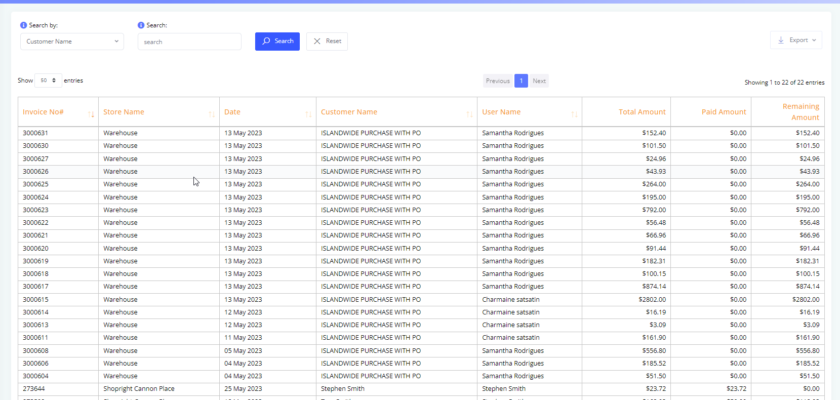 Search by: Search:
Customer Name search Search Reset Export
Show 50 entries Previous 1 Next Showing 1 to 22 of 22 entries
Invoice No# Store Name Date Customer Name User Name Total Amount Paid Amount Remaining Amount
3000631 Warehouse 13 May 2023 ISLANDWIDE PURCHASE WITH PO Samantha Rodrigues $152.40 $0.00 $152.40
3000630 Warehouse 13 May 2023 ISLANDWIDE PURCHASE WITH PO Samantha Rodrigues $101.50 $0.00 $101.50
3000627 Warehouse 13 May 2023 ISLANDWIDE PURCHASE WITH PO Samantha Rodrigues $24.96 $0.00 $24.96
3000626 Warehouse 13 May 2023 ISLANDWIDE PURCHASE WITH PO Samantha Rodrigues $43.93 $0.00 $43.93
3000625 Warehouse 13 May 2023 ISLANDWIDE PURCHASE WITH PO Samantha Rodrigues $264.00 $0.00 $264.00
3000624 Warehouse 13 May 2023 ISLANDWIDE PURCHASE WITH PO Samantha Rodrigues $195.00 $0.00 $195.00
3000623 Warehouse 13 May 2023 ISLANDWIDE PURCHASE WITH PO Samantha Rodrigues $792.00 $0.00 $792.00
3000622 Warehouse 13 May 2023 ISLANDWIDE PURCHASE WITH PO Samantha Rodrigues $56.48 $0.00 $56.48
3000621 Warehouse 13 May 2023 ISLANDWIDE PURCHASE WITH PO Samantha Rodrigues $66.96 $0.00 $66.96
3000620 Warehouse 13 May 2023 ISLANDWIDE PURCHASE WITH PO Samantha Rodrigues $91.44 $0.00 $91.44
3000619 Warehouse 13 May 2023 ISLANDWIDE PURCHASE WITH PO Samantha Rodrigues $182.31 $0.00 $182.31
3000618 Warehouse 13 May 2023 ISLANDWIDE PURCHASE WITH PO Samantha Rodrigues $100.15 $0.00 $100.15
3000617 Warehouse 13 May 2023 ISLANDWIDE PURCHASE WITH PO Samantha Rodrigues $874.14 $0.00 $874.14
3000615 Warehouse 13 May 2023 ISLANDWIDE PURCHASE WITH PO Charmaine satsatin $2802.00 $0.00 $2802.00
3000614 Warehouse 12 May 2023 ISLANDWIDE PURCHASE WITH PO Charmaine satsatin $16.19 $0.00 $16.19
3000613 Warehouse 12 May 2023 ISLANDWIDE PURCHASE WITH PO Charmaine satsatin $3.09 $0.00 $3.09
3000611 Warehouse 11 May 2023 ISLANDWIDE PURCHASE WITH PO Charmaine satsatin $161.90 $0.00 $161.90
3000608 Warehouse 05 May 2023 ISLANDWIDE PURCHASE WITH PO Samantha Rodrigues $556.80 $0.00 $556.80
3000606 Warehouse 04 May 2023 ISLANDWIDE PURCHASE WITH PO Samantha Rodrigues $185.52 $0.00 $185.52
3000604 Warehouse 04 May 2023 ISLANDWIDE PURCHASE WITH PO Samantha Rodrigues $51.50 $0.00 $51.50
273644 Shopright Cannon Place 25 May 2023 Stephen Smith Stephen Smith $23.72 $23.72 $0.00